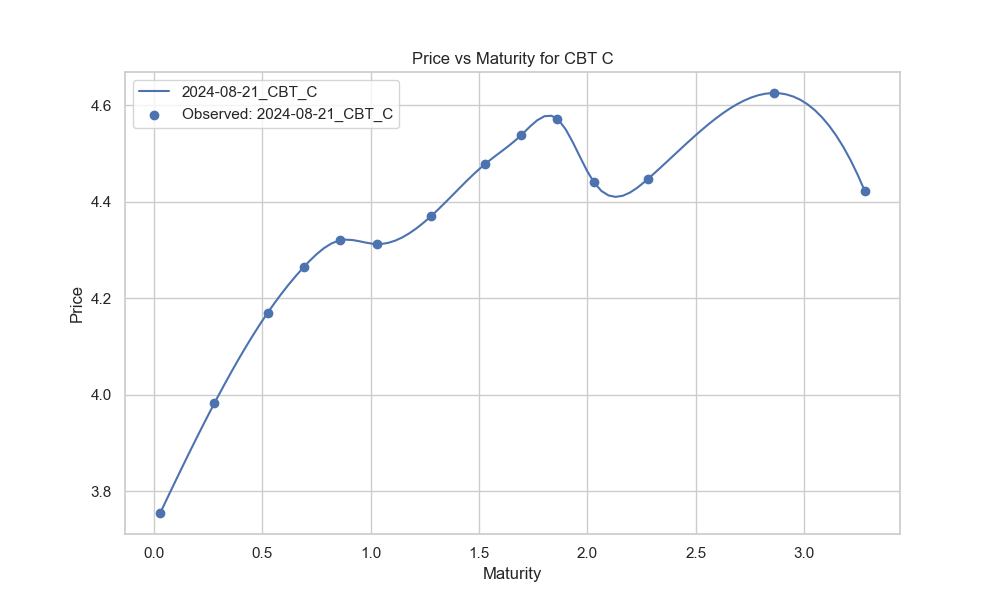 Price vs Maturity for CBT C
2024-08-21_CBT_C
Observed: 2024-08-21_CBT_C
4.6
4.4
4.2
4.0
3.8
Price
0.0 0.5 1.0 1.5 2.0 2.5 3.0
Maturity